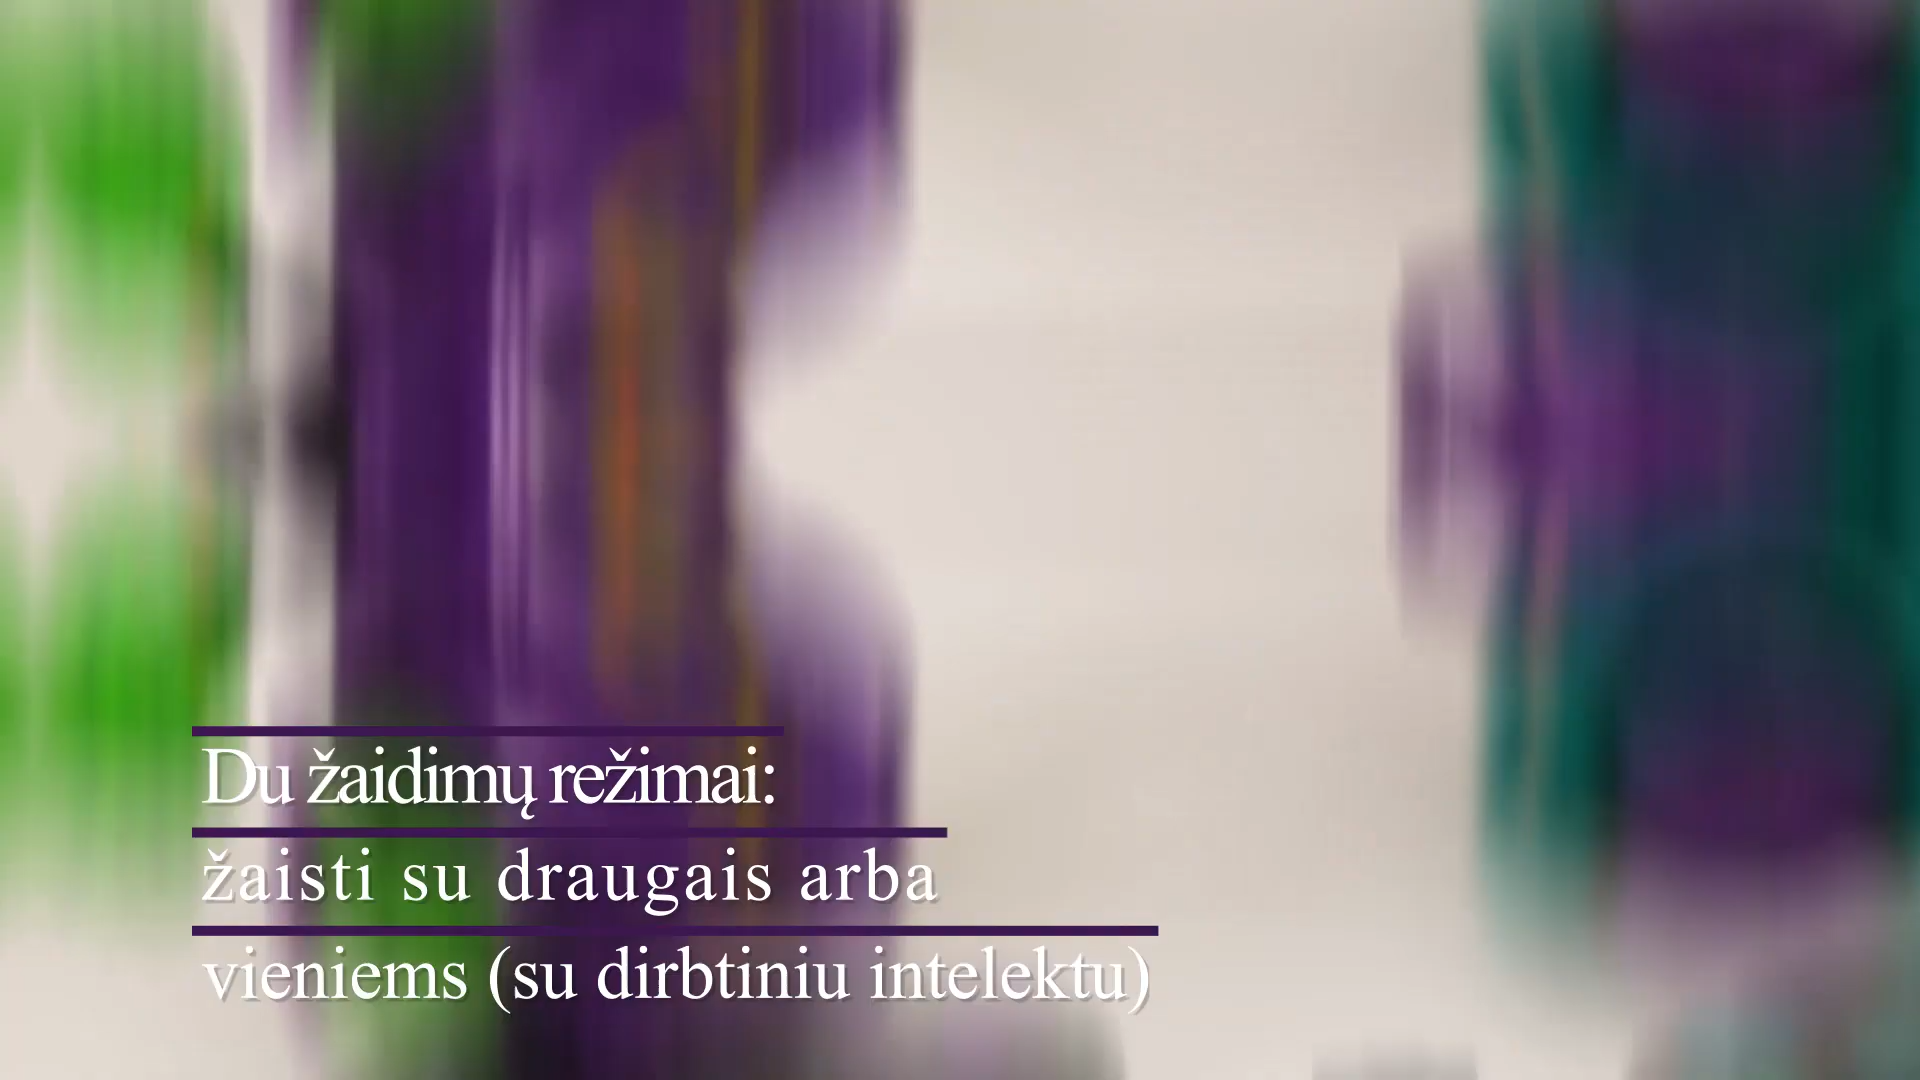 Du žaidimų režimai:
žaisti su draugais arba
vieniems (su dirbtiniu intelektu)